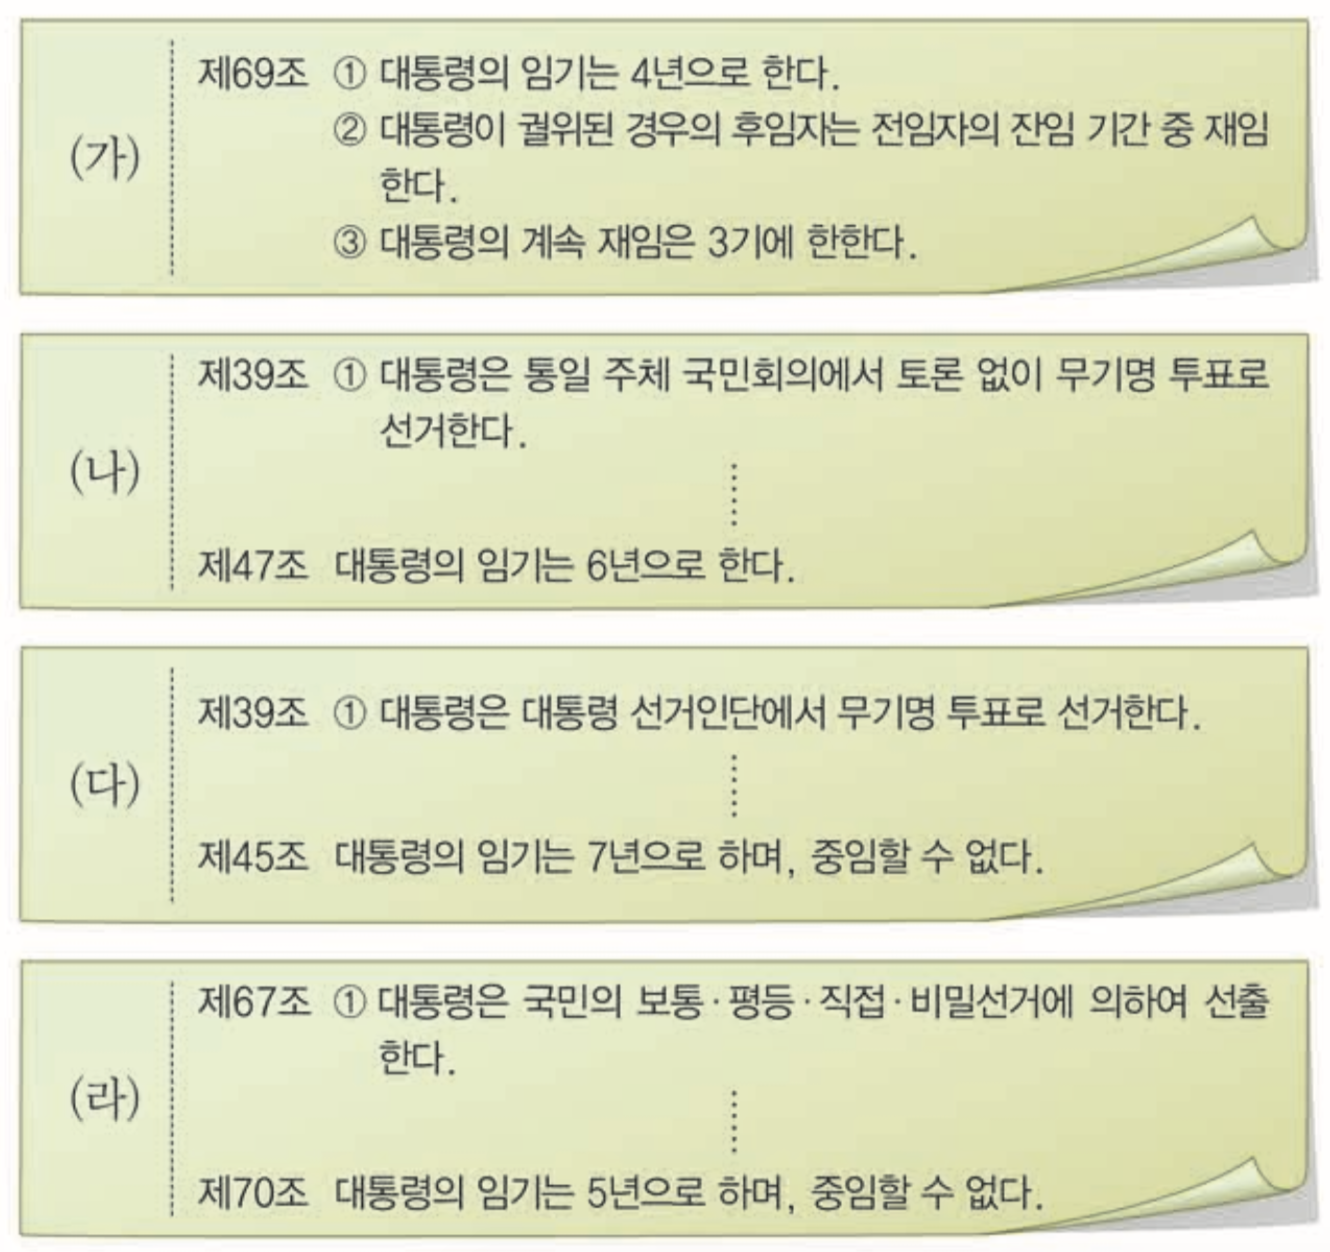 (가)
제69조 ① 대통령의 임기는 4년으로 한다.
② 대통령이 궐위된 경우의 후임자는 전임자의 잔임 기간 중 재임
한다.
③ 대통령의 계속 재임은 3기에 한한다.
(나)
제39조 ① 대통령은 통일 주체 국민회의에서 토론 없이 무기명 투표로
선거한다.
제47조 대통령의 임기는 6년으로 한다.
(다)
제39조 ① 대통령은 대통령 선거인단에서 무기명 투표로 선거한다.
제45조 대통령의 임기는 7년으로 하며, 중임할 수 없다.
(라)
제67조 ① 대통령은 국민의 보통·평등·직접·비밀선거에 의하여 선출
한다.
제70조 대통령의 임기는 5년으로 하며, 중임할 수 없다.